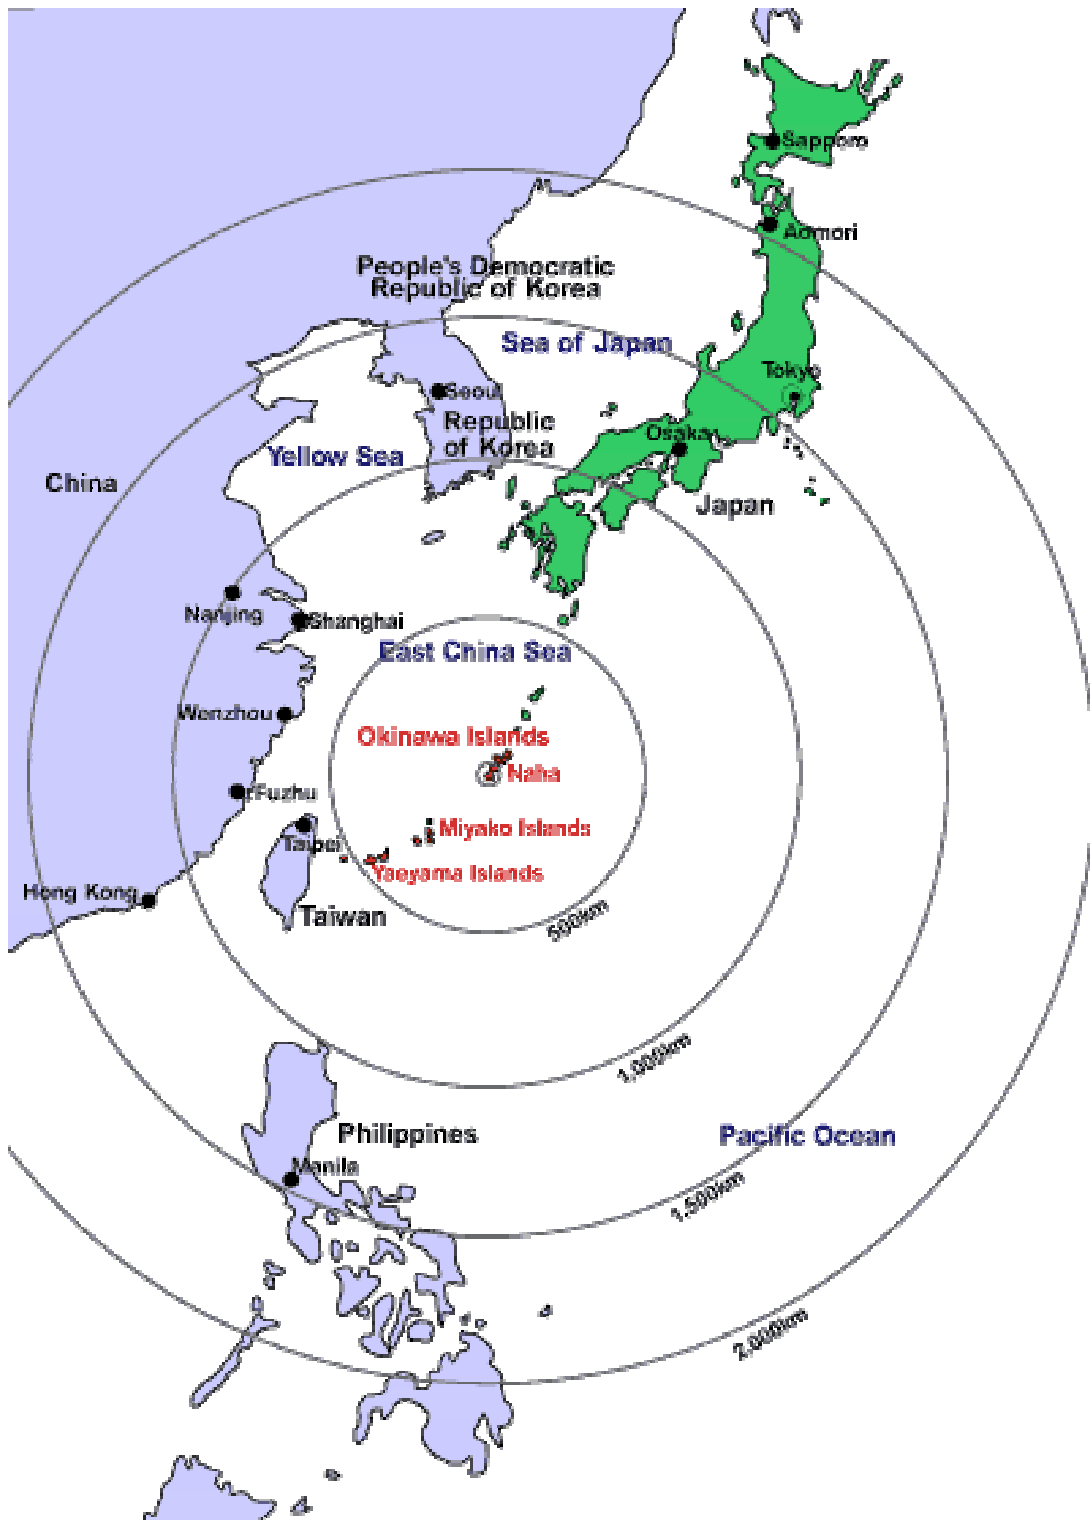 Sapporo
Aomori
People's Democratic
Republic of Korea
Sea of Japan
Tokyo
Seoul
Republic
of Korea
Osaka
Yellow Sea
China
Japan
Nanjing
Shanghai
East China Sea
Wenzhou
Okinawa Islands
Naha
Fuzhu
Miyako Islands
Taipei
Yaeyama Islands
Hong Kong
Taiwan
500km
1,000km
Philippines
Pacific Ocean
Manila
1,500km
2,000km